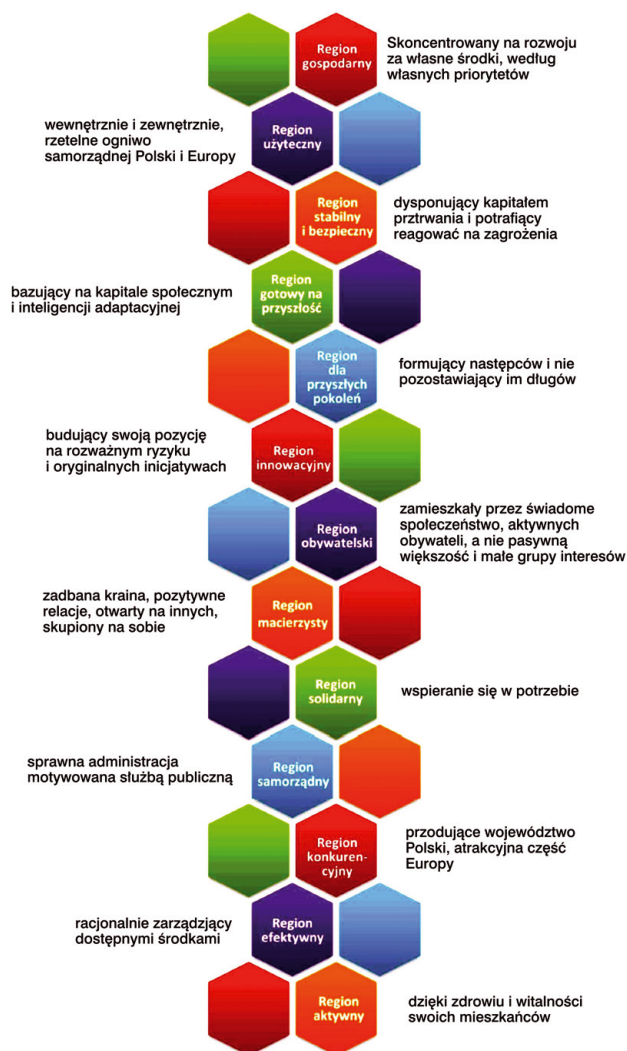 Region
gospodarny
Skoncentrowany na rozwoju
za własne środki, według
własnych priorytetów
wewnętrznie i zewnętrznie,
rzetelne ogniwo
samorządnej Polski i Europy
Region
użyteczny
Region
stabilny
i bezpieczny
dysponujący kapitałem
prztrwania i potrafiący
reagować na zagrożenia
bazujący na kapitale społecznym
i inteligencji adaptacyjnej
Region
gotowy na
przyszłość
Region
dla
przyszłych
pokoleń
formujący następców i nie
pozostawiający im długów
budujący swoją pozycję
na rozważnym ryzyku
i oryginalnych inicjatywach
Region
innowacyjny
Region
obywatelski
zamieszkały przez świadome
społeczeństwo, aktywnych
obywateli, a nie pasywną
większość i małe grupy interesów
zadbana kraina, pozytywne
relacje, otwarty na innych,
skupiony na sobie
Region
macierzysty
Region
solidarny
wspieranie się w potrzebie
sprawna administracja
motywowana służbą publiczną
Region
samorządny
Region
konkuren-
cyjny
przodujące województwo
Polski, atrakcyjna część
Europy
racjonalnie zarządzjący
dostępnymi środkami
Region
efektywny
Region
aktywny
dzięki zdrowiu i witalności
swoich mieszkańców